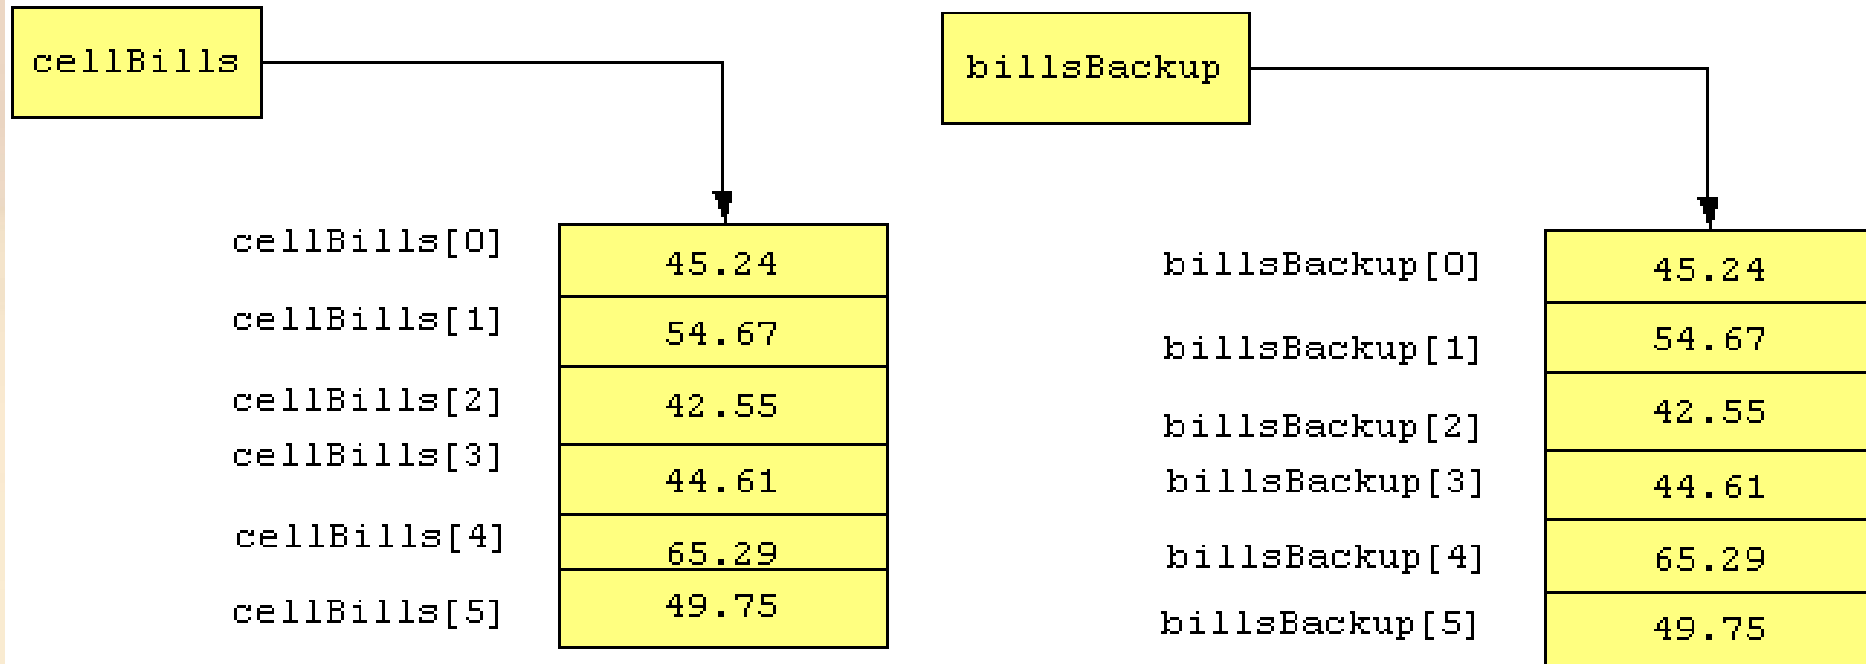 cellBills
billsBackup
cellBills[0] 45.24
cellBills[1] 54.67
cellBills[2] 42.55
cellBills[3] 44.61
cellBills[4] 65.29
cellBills[5] 49.75
billsBackup[0] 45.24
billsBackup[1] 54.67
billsBackup[2] 42.55
billsBackup[3] 44.61
billsBackup[4] 65.29
billsBackup[5] 49.75